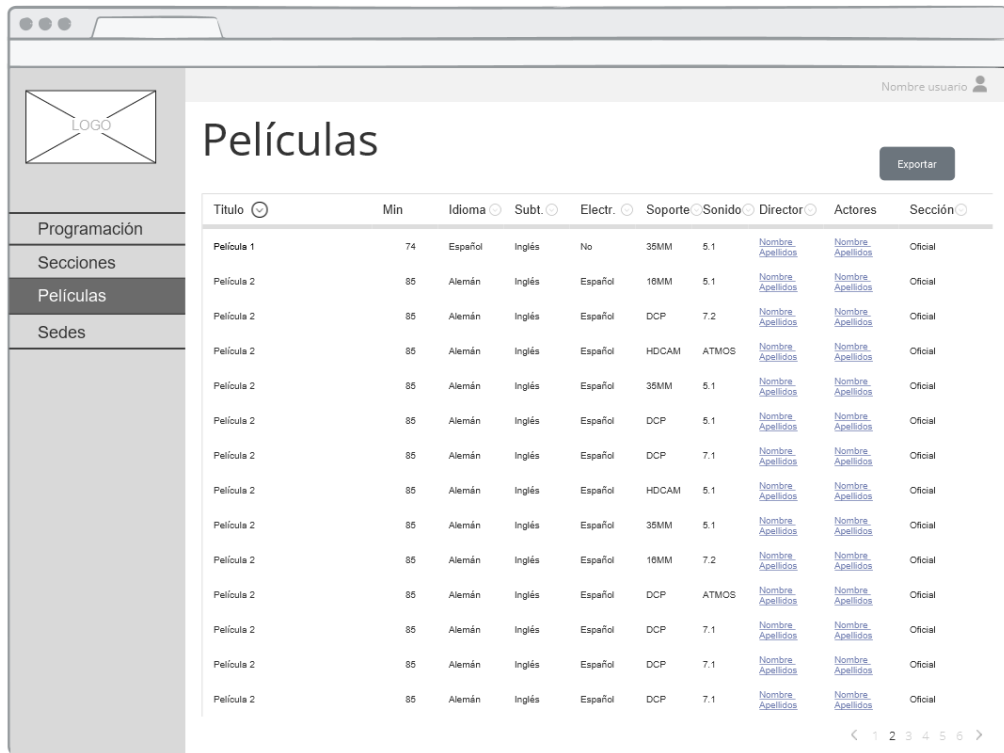 Nombre usuario
LOGO
Películas
Exportar
Programación
Secciones
Películas
Sedes
Titulo Min Idioma Subt. Electr. Soporte Sonido Director Actores Sección
Película 1 74 Español Inglés No 35MM 5.1 Nombre Apellidos Nombre Apellidos Oficial
Película 2 85 Alemán Inglés Español 16MM 5.1 Nombre Apellidos Nombre Apellidos Oficial
Película 2 85 Alemán Inglés Español DCP 7.2 Nombre Apellidos Nombre Apellidos Oficial
Película 2 85 Alemán Inglés Español HDCAM ATMOS Nombre Apellidos Nombre Apellidos Oficial
Película 2 85 Alemán Inglés Español 35MM 5.1 Nombre Apellidos Nombre Apellidos Oficial
Película 2 85 Alemán Inglés Español DCP 5.1 Nombre Apellidos Nombre Apellidos Oficial
Película 2 85 Alemán Inglés Español DCP 7.1 Nombre Apellidos Nombre Apellidos Oficial
Película 2 85 Alemán Inglés Español HDCAM 5.1 Nombre Apellidos Nombre Apellidos Oficial
Película 2 85 Alemán Inglés Español 35MM 5.1 Nombre Apellidos Nombre Apellidos Oficial
Película 2 85 Alemán Inglés Español 16MM 7.2 Nombre Apellidos Nombre Apellidos Oficial
Película 2 85 Alemán Inglés Español DCP ATMOS Nombre Apellidos Nombre Apellidos Oficial
Película 2 85 Alemán Inglés Español DCP 7.1 Nombre Apellidos Nombre Apellidos Oficial
Película 2 85 Alemán Inglés Español DCP 7.1 Nombre Apellidos Nombre Apellidos Oficial
Película 2 85 Alemán Inglés Español DCP 7.1 Nombre Apellidos Nombre Apellidos Oficial
1 2 3 4 5 6